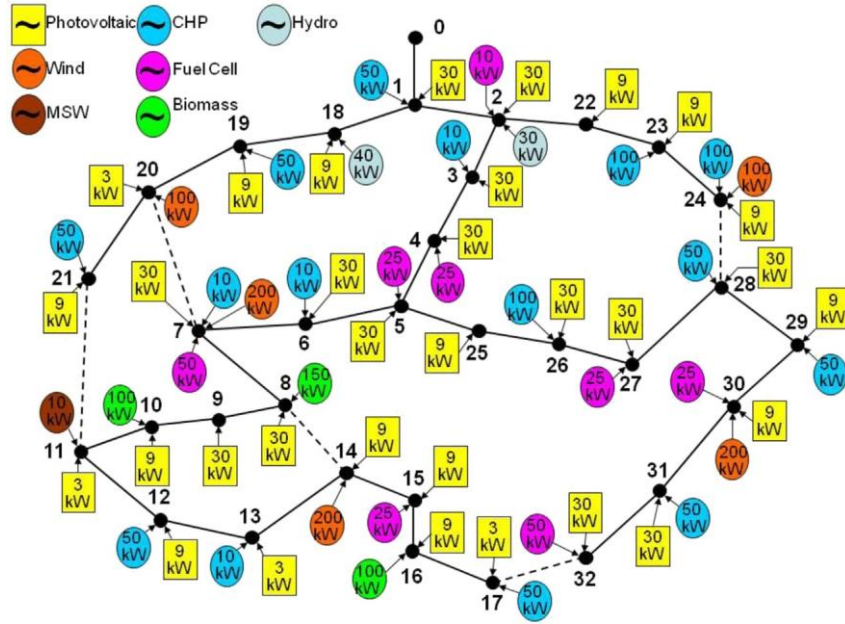 Photovoltaic
CHP
Hydro
Wind
Fuel Cell
MSW
Biomass
0
50
kW
30
kW
1
10
kW
30
kW
2
30
kW
9
kW
22
9
kW
23
100
kW
100
kW
100
kW
24
9
kW
18
9
kW
40
kW
19
9
kW
50
kW
3
kW
20
100
kW
50
kW
21
9
kW
10
kW
3
30
kW
4
30
kW
25
kW
25
kW
5
30
kW
10
kW
30
kW
6
30
kW
10
kW
200
kW
7
50
kW
9
kW
25
100
kW
30
kW
26
30
kW
27
25
kW
50
kW
30
kW
28
9
kW
29
50
kW
25
kW
30
9
kW
200
kW
8
150
kW
30
kW
9
30
kW
100
kW
10
9
kW
10
kW
11
3
kW
12
50
kW
9
kW
13
10
kW
3
kW
14
9
kW
200
kW
15
9
kW
25
kW
9
kW
16
100
kW
3
kW
17
50
kW
50
kW
30
kW
32
31
30
kW
50
kW